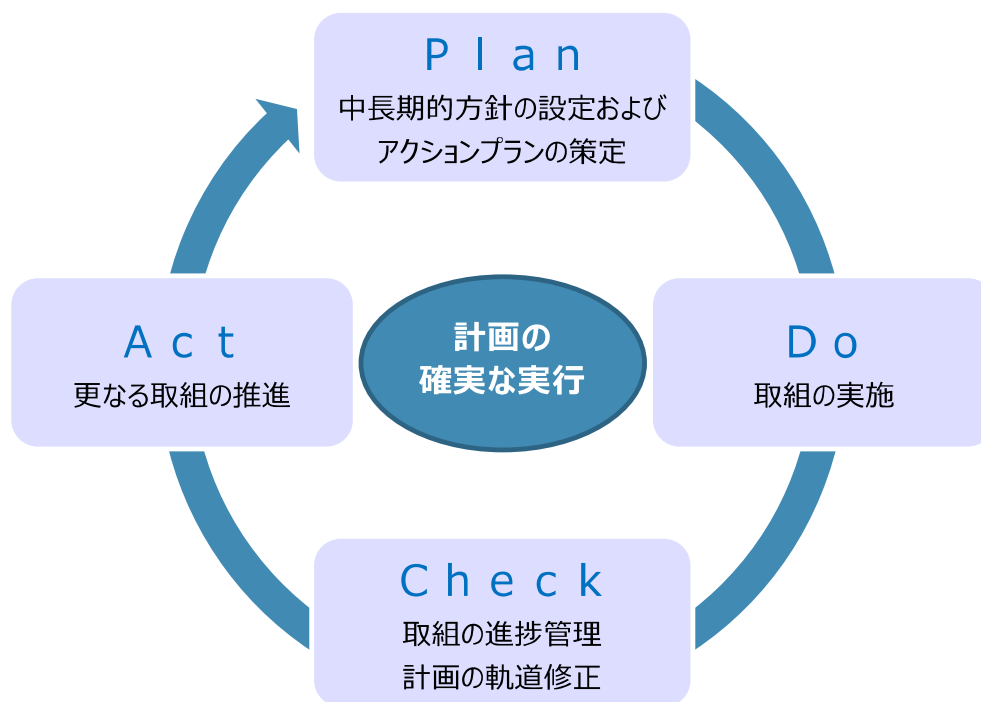 Plan
中長期的方針の設定および
アクションプランの策定
Act
更なる取組の推進
計画の
確実な実行
Do
取組の実施
Check
取組の進捗管理
計画の軌道修正